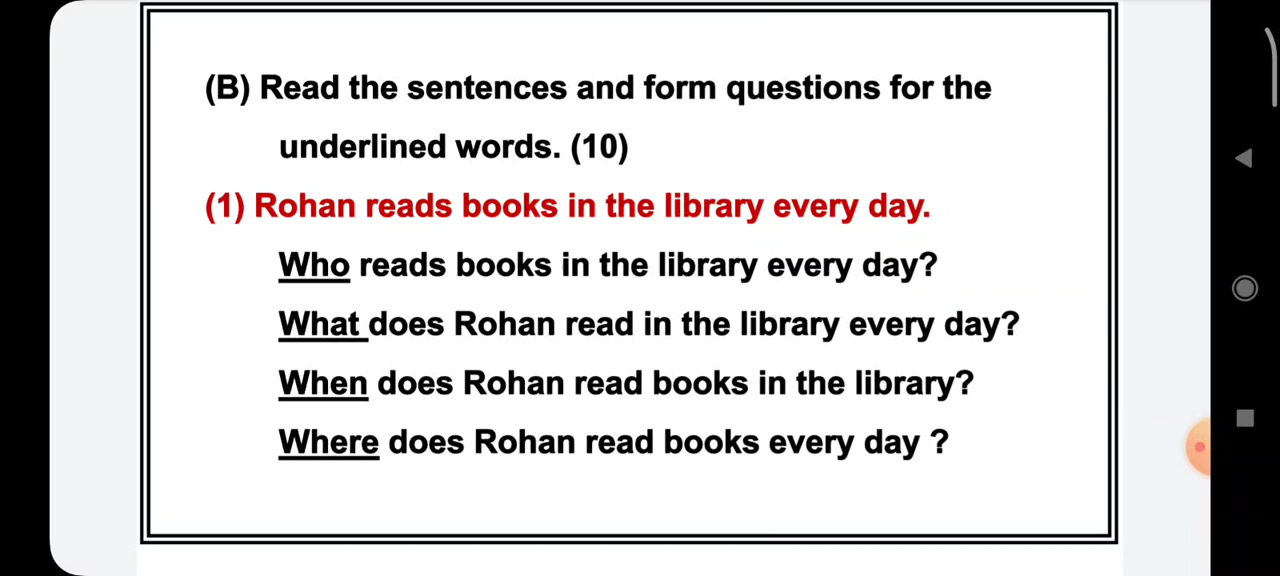 (B) Read the sentences and form questions for the
underlined words. (10)
(1) Rohan reads books in the library every day.
Who reads books in the library every day?
What does Rohan read in the library every day?
When does Rohan read books in the library?
Where does Rohan read books every day ?